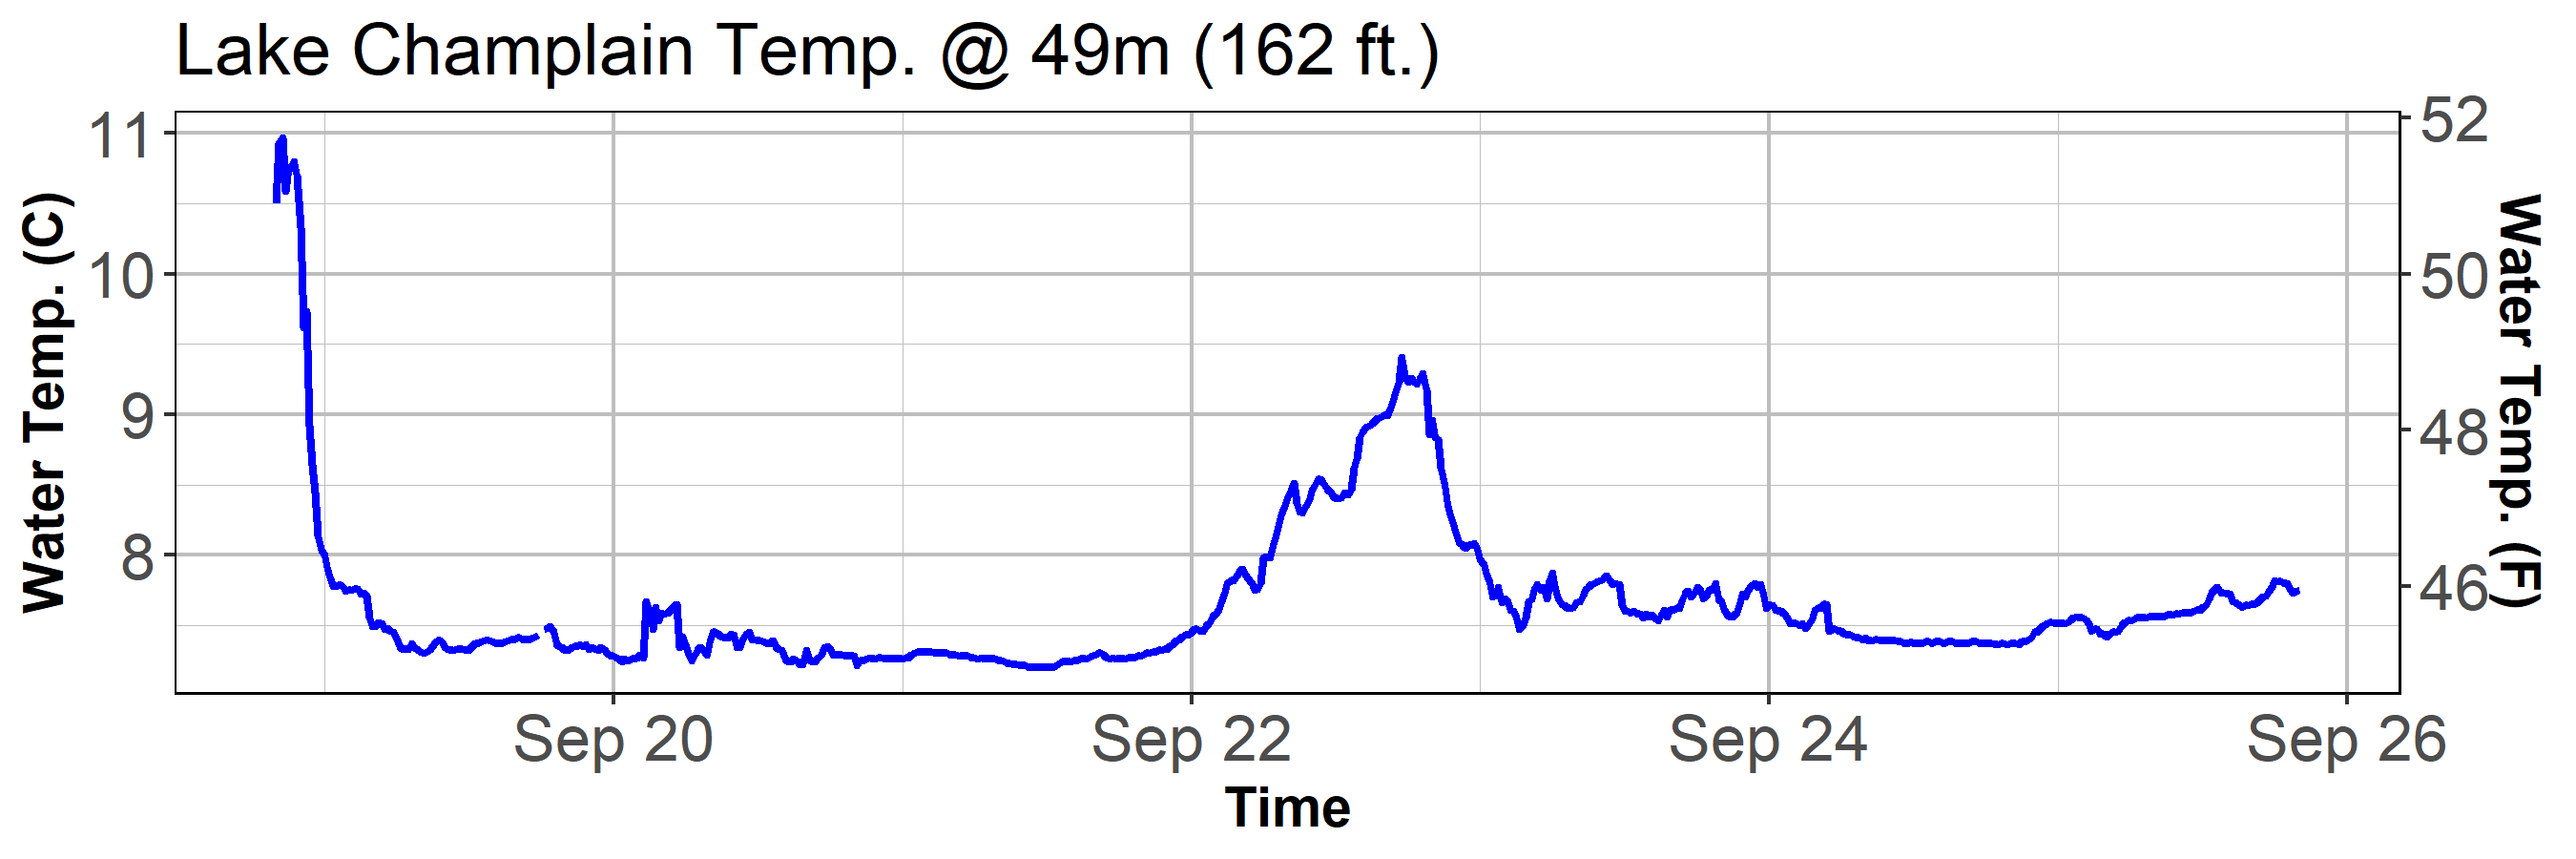 Lake Champlain Temp. @ 49m (162 ft.)
Water Temp. (C)
11
10
9
8
52
50
48
46
Water Temp. (F)
Sep 20
Sep 22
Sep 24
Sep 26
Time